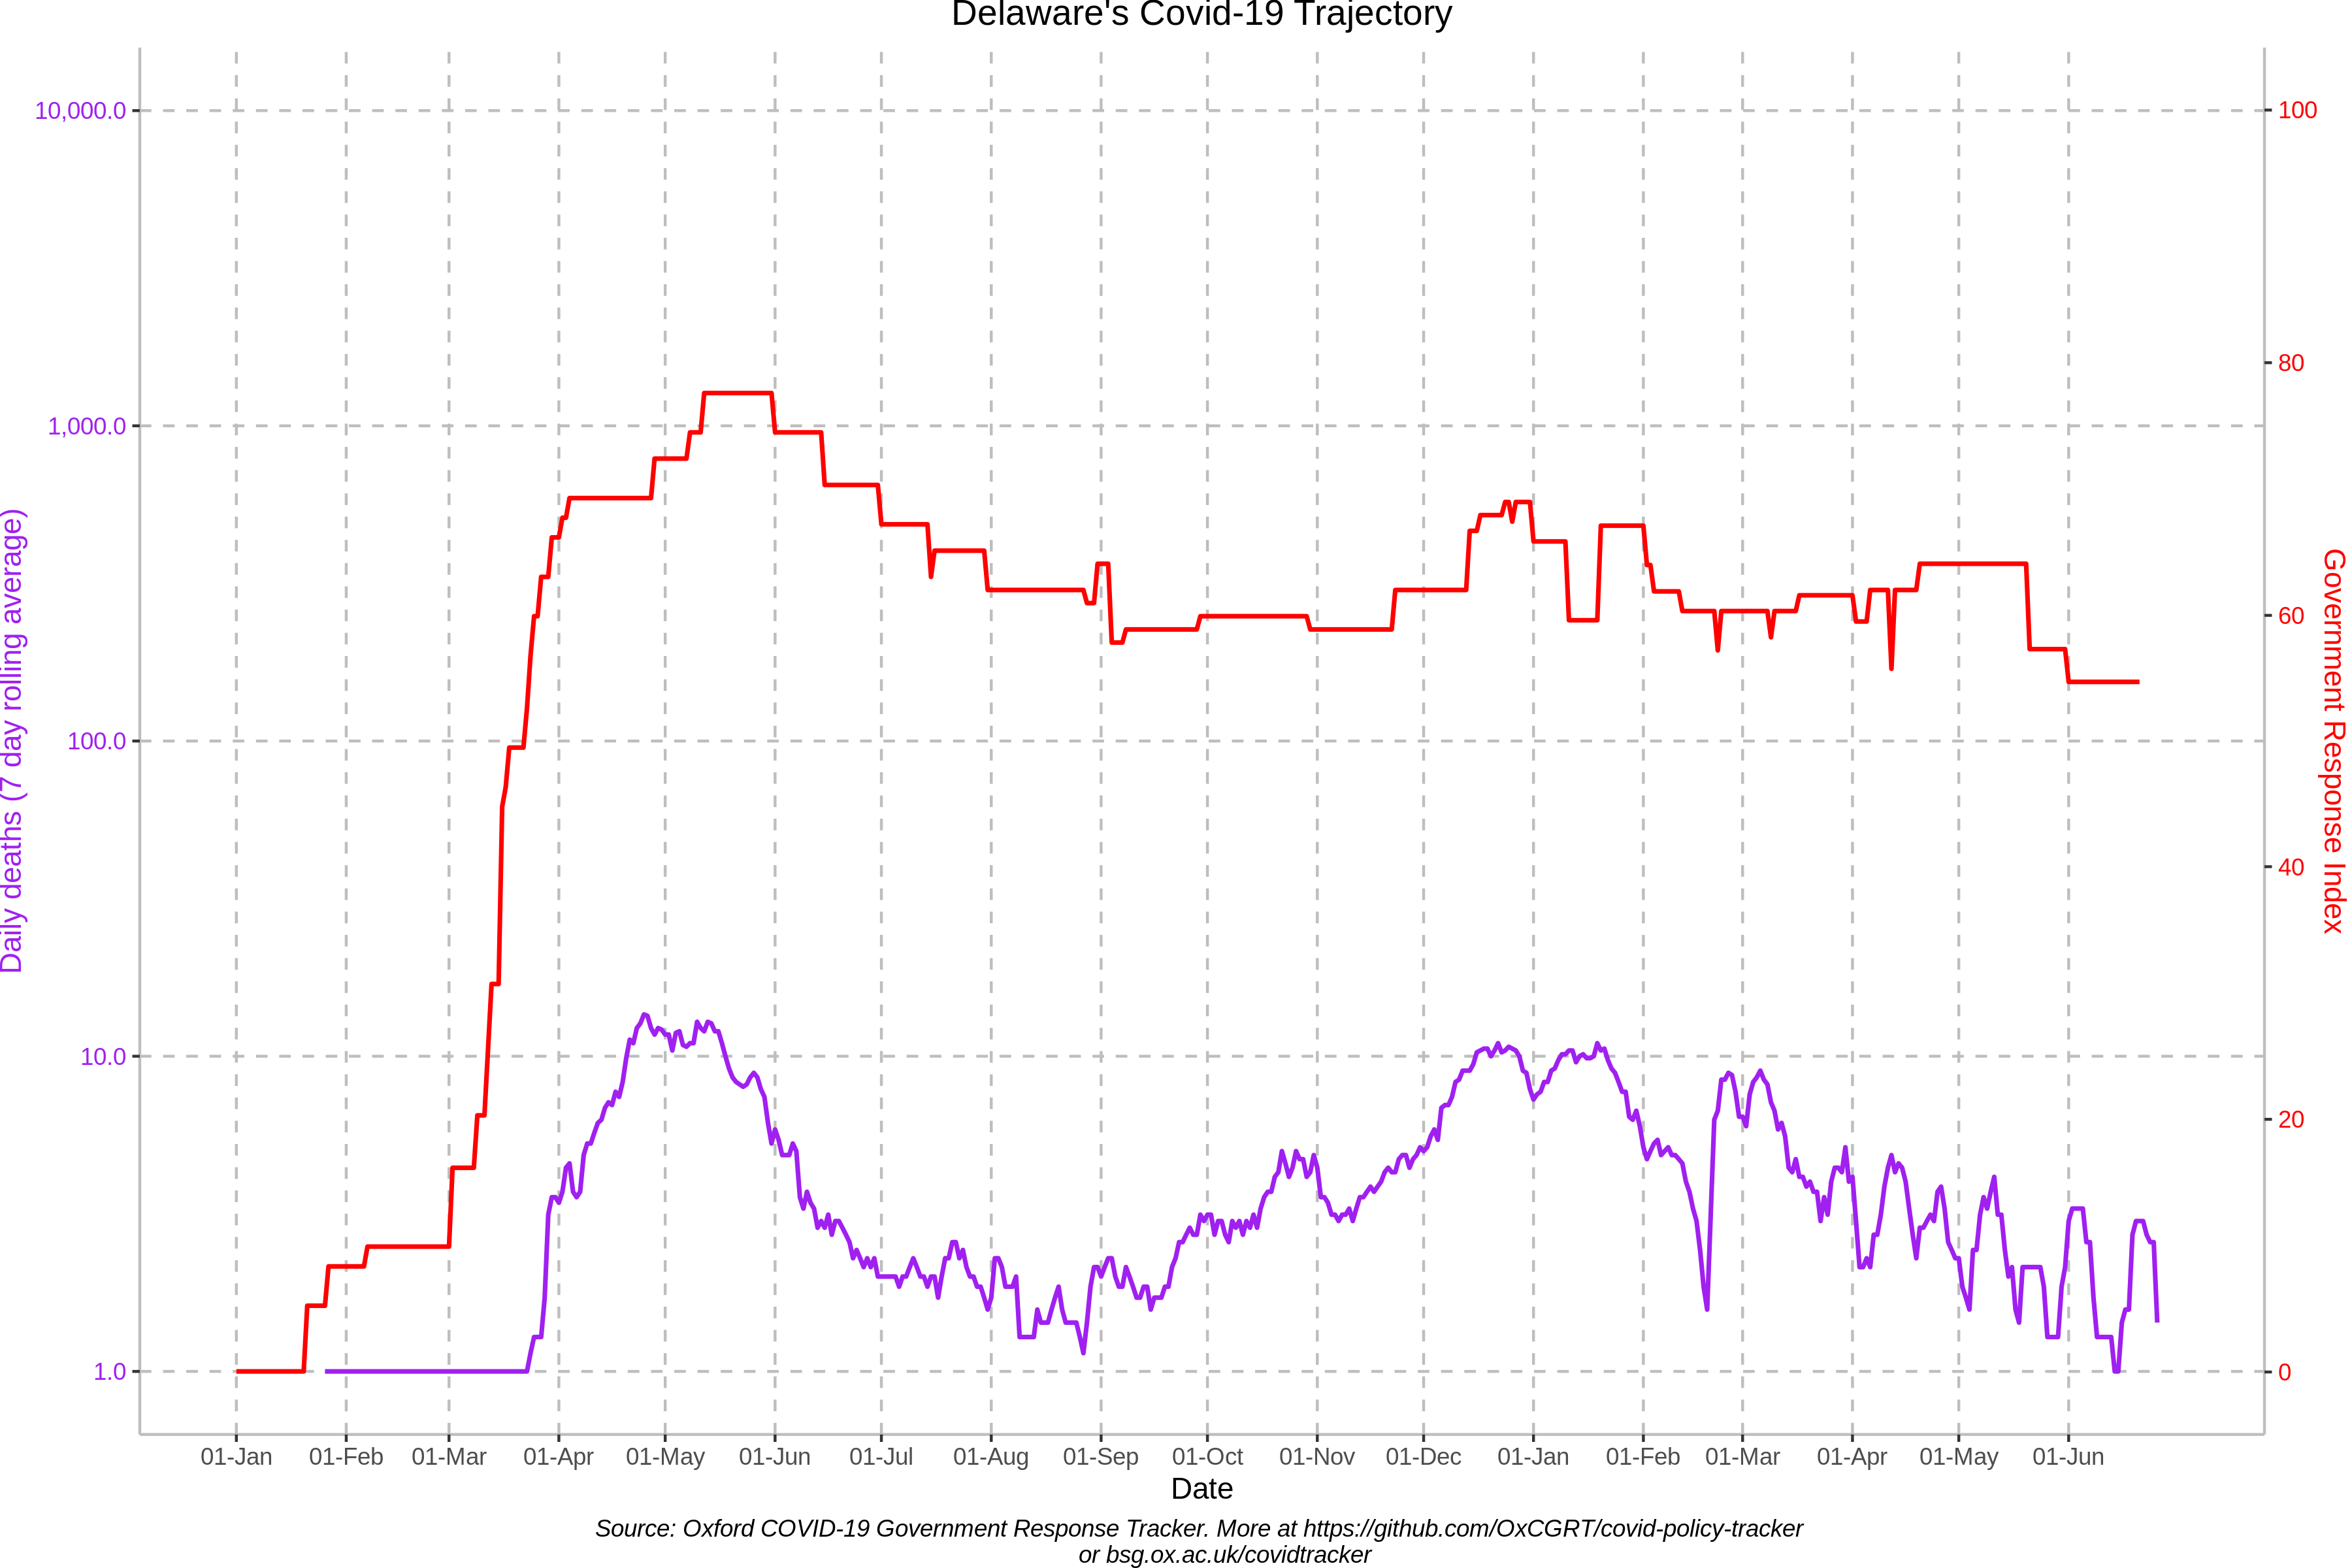 Delaware's Covid-19 Trajectory
Daily deaths (7 day rolling average)
10,000.0
1,000.0
100.0
10.0
1.0
100
80
60
40
20
0
Government Response Index
01-Jan 01-Feb 01-Mar 01-Apr 01-May 01-Jun 01-Jul 01-Aug 01-Sep 01-Oct 01-Nov 01-Dec 01-Jan 01-Feb 01-Mar 01-Apr 01-May 01-Jun
Date
Source: Oxford COVID-19 Government Response Tracker. More at https://github.com/OxCGRT/covid-policy-tracker
or bsg.ox.ac.uk/covidtracker